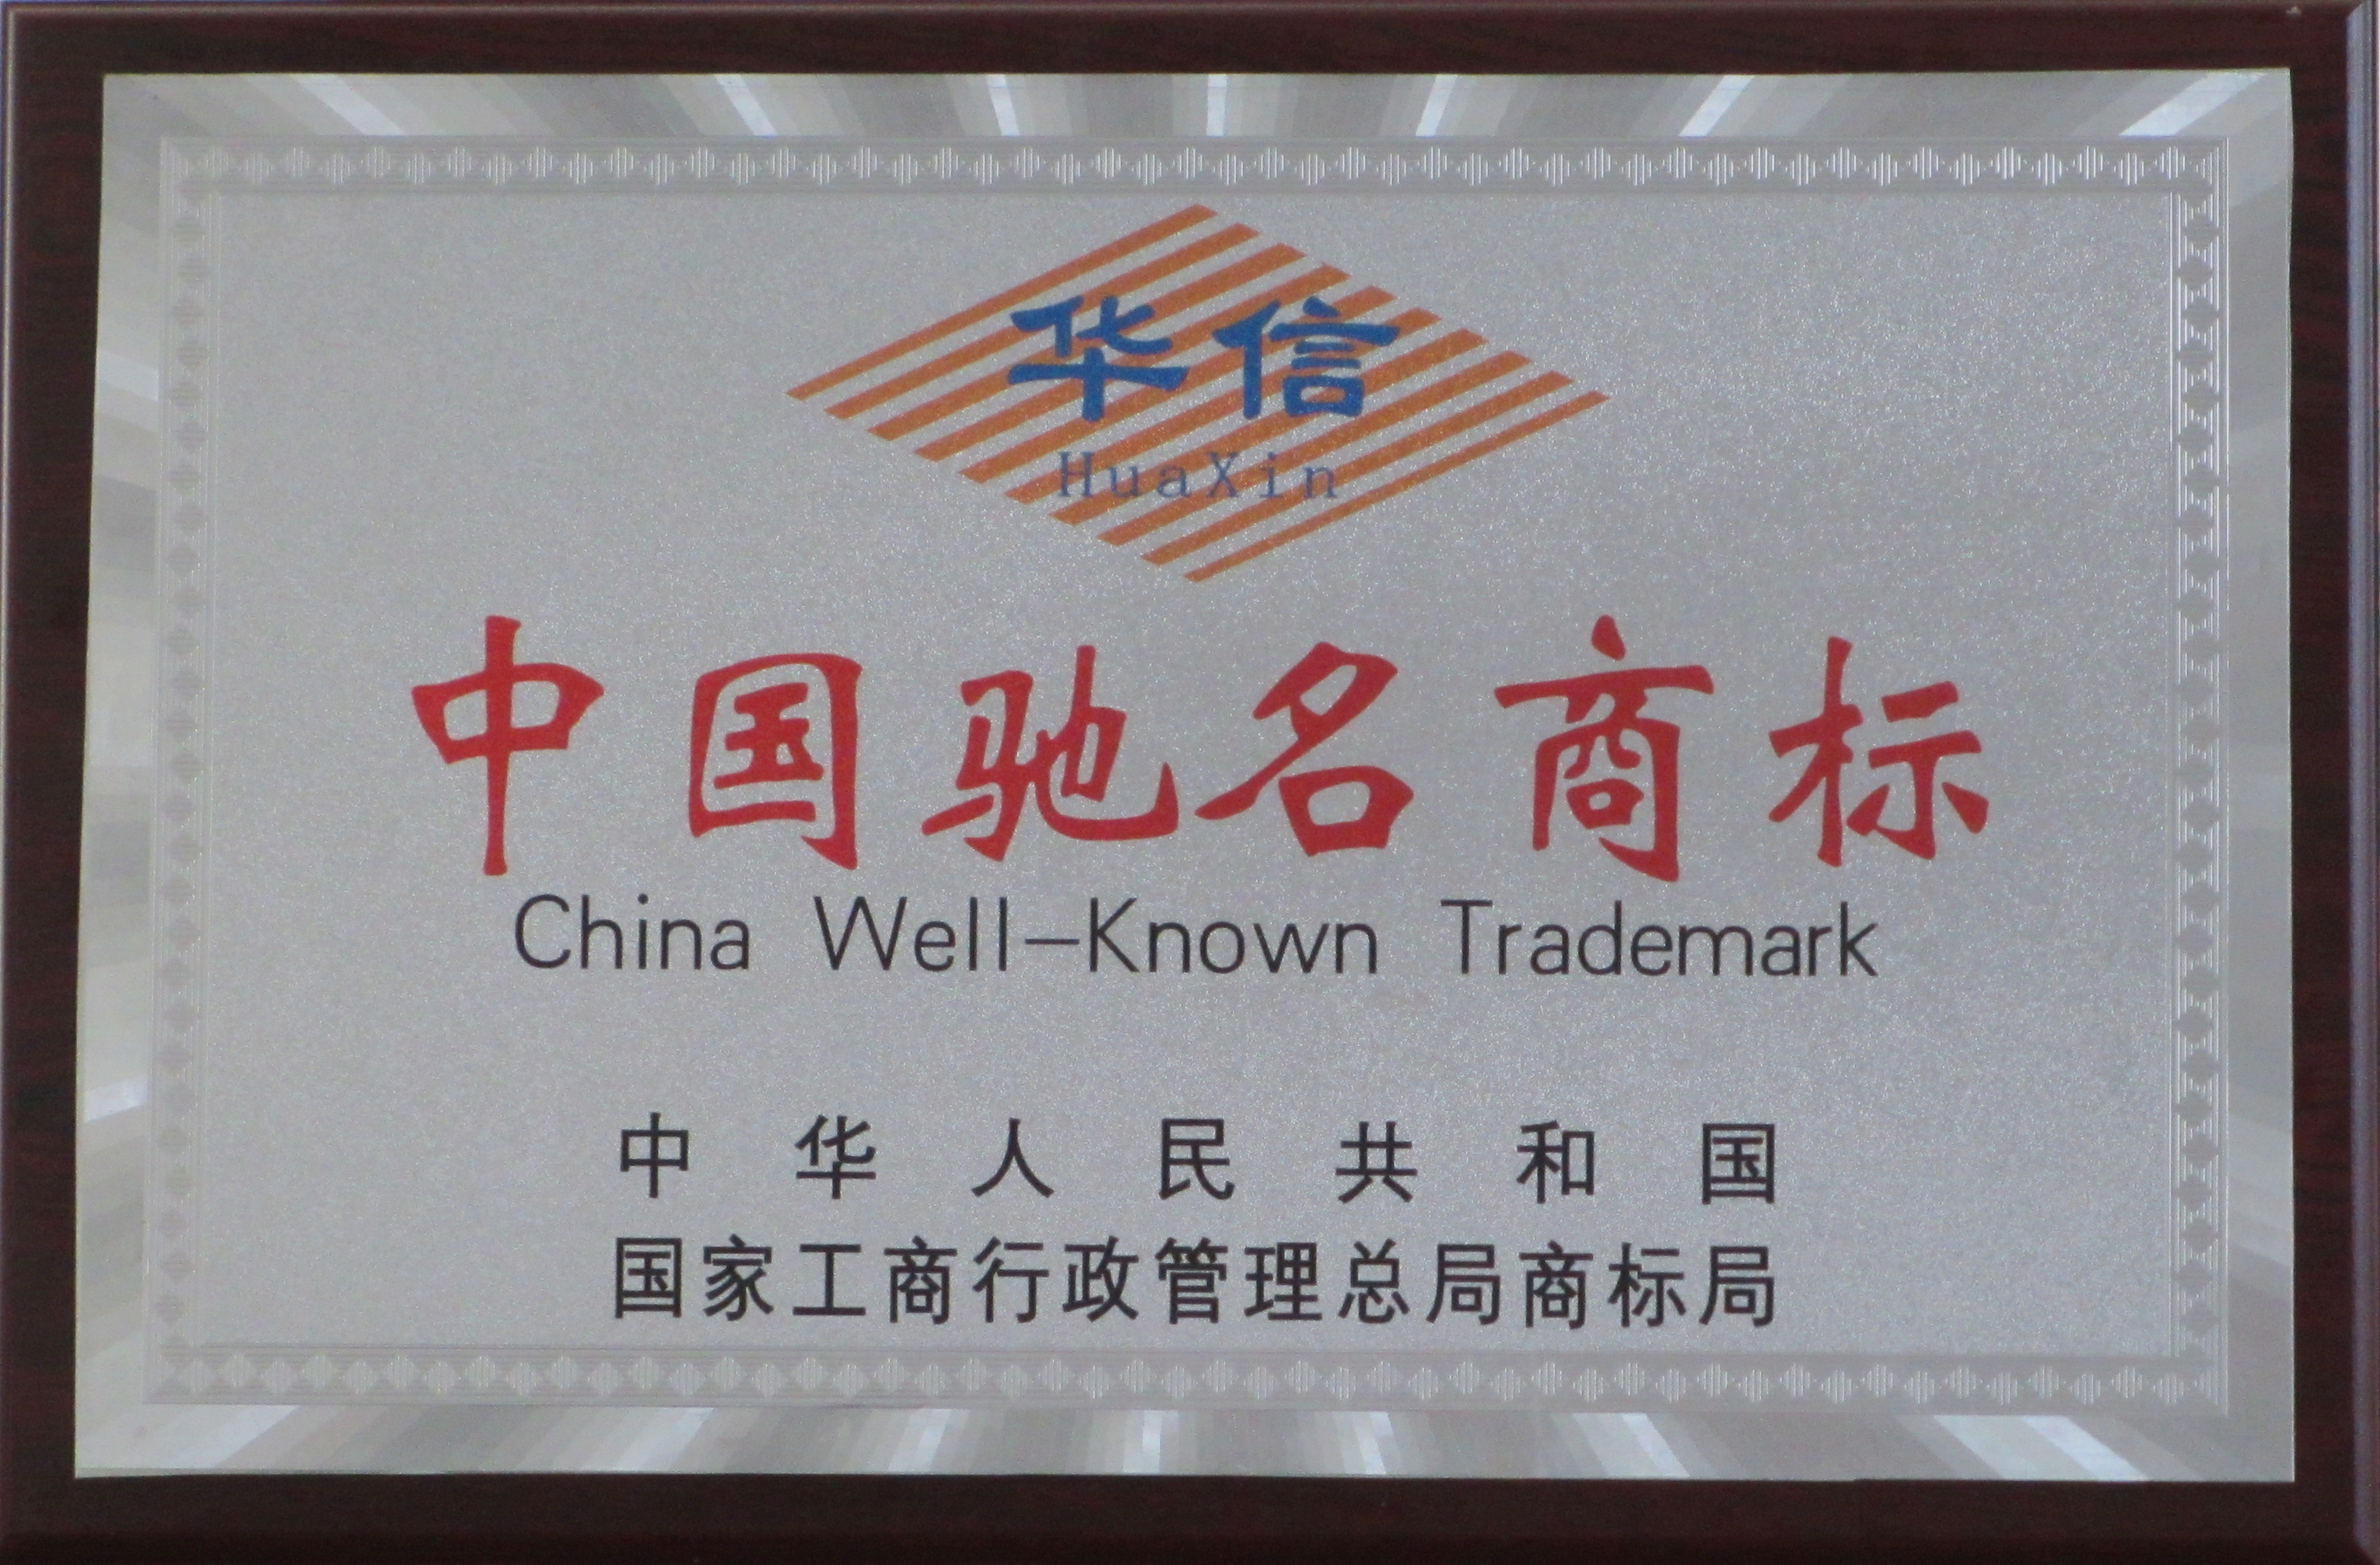 华信
HuaXin
中国驰名商标
China Well-Known Trademark
中华人民共和国
国家工商行政管理总局商标局